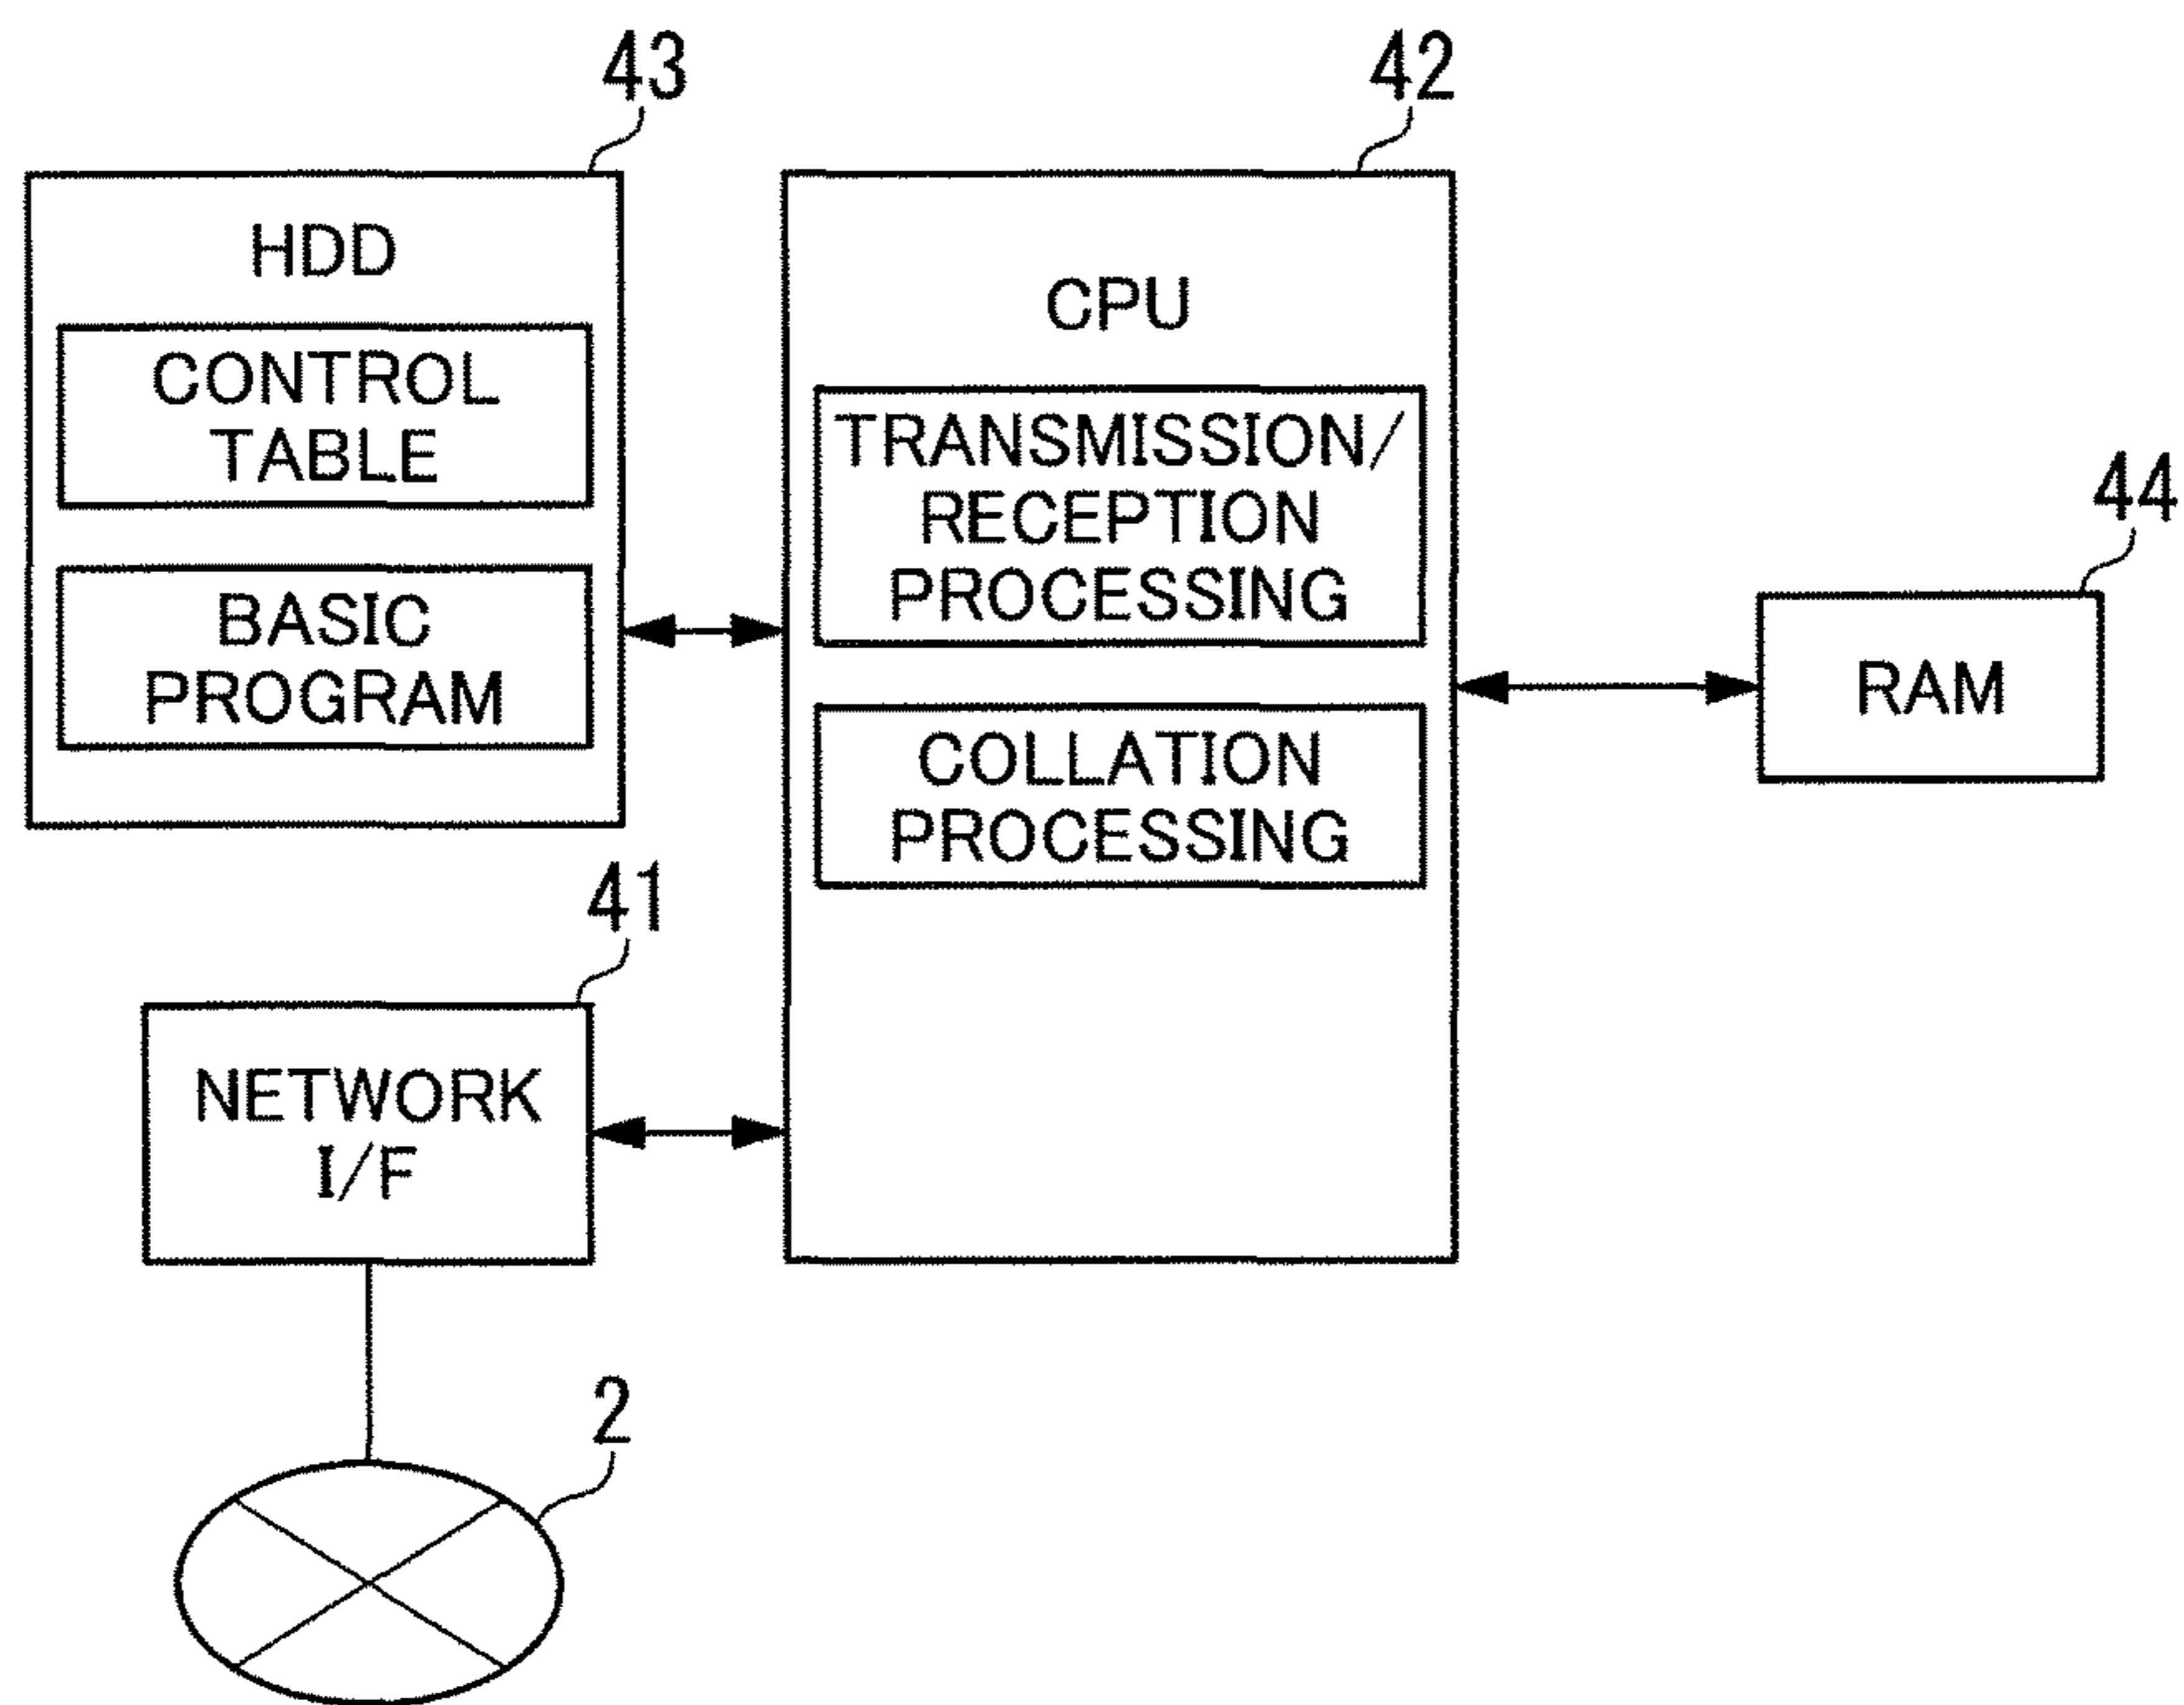 43
HDD
CONTROL
TABLE
BASIC
PROGRAM
42
CPU
TRANSMISSION/
RECEPTION
PROCESSING
COLLATION
PROCESSING
44
RAM
41
NETWORK
I/F
2